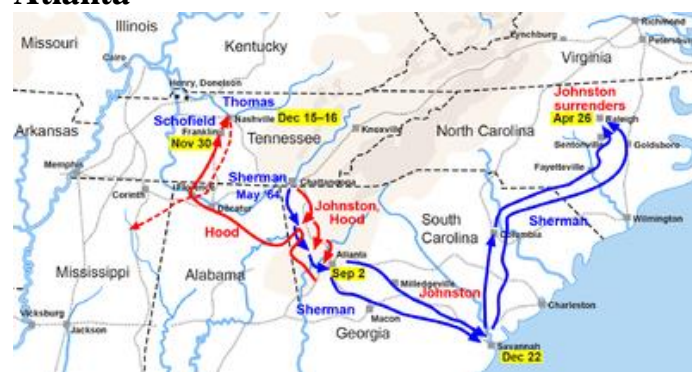 Atlanta
Illinois
Missouri
Cairo
Kentucky
Lynchburg
Richmond
Petersburg
Virginia
Henry, Donelson
Thomas
Nashville
Dec 15–16
Schofield
Franklin
Nov 30
Tennessee
Knoxville
Johnston
surrenders
Apr 26
Raleigh
North Carolina
Bentonville
Goldsboro
Fayetteville
Arkansas
Memphis
Corinth
Decatur
Sherman
May '64
Chattanooga
Johnston,
Hood
Hood
South
Carolina
Columbia
Sherman
Wilmington
Mississippi
Alabama
Atlanta
Sep 2
Milledgeville
Johnston
Charleston
Sherman
Macon
Vicksburg
Jackson
Georgia
Savannah
Dec 22